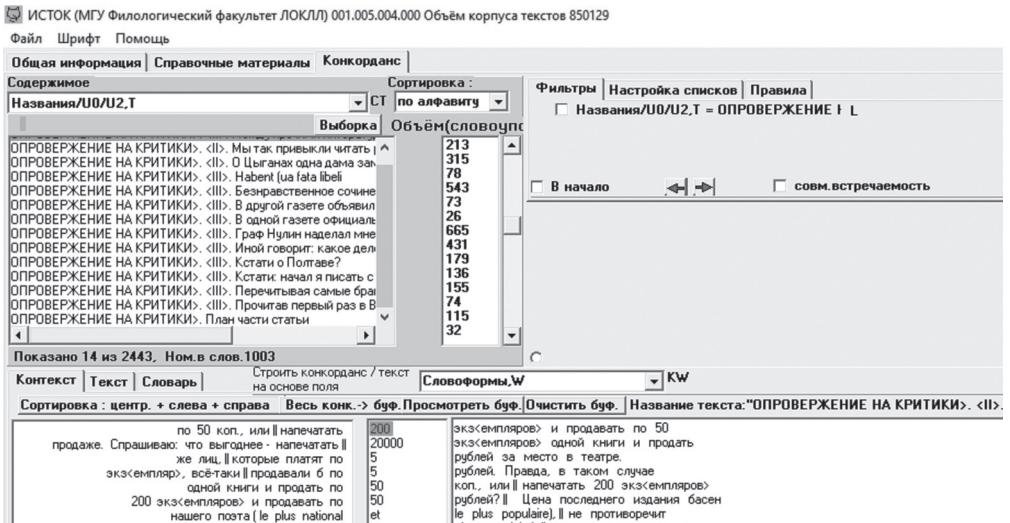 ИСТОК (МГУ Филологический факультет ЛОКЛЛ) 001.005.004.000 Объём корпуса текстов 850129
Файл Шрифт Помощь
Общая информация Справочные материалы Конкорданс
Содержимое Сортировка :
Названия/U0/U2,T СТ по алфавиту
Выборка Объём(словоупо
ОПРОВЕРЖЕНИЕ НА КРИТИКИ>. <II>. Мы так привыкли читать 213
ОПРОВЕРЖЕНИЕ НА КРИТИКИ>. <II>. О Цыганах одна дама зам 315
ОПРОВЕРЖЕНИЕ НА КРИТИКИ>. <III>. Habent (ua fata libeli 78
ОПРОВЕРЖЕНИЕ НА КРИТИКИ>. <III>. Безнравственное сочине 543
ОПРОВЕРЖЕНИЕ НА КРИТИКИ>. <III>. В другой газете объявил 73
ОПРОВЕРЖЕНИЕ НА КРИТИКИ>. <III>. В одной газете официаль 26
ОПРОВЕРЖЕНИЕ НА КРИТИКИ>. <III>. Граф Нулин наделал мне 665
ОПРОВЕРЖЕНИЕ НА КРИТИКИ>. <III>. Иной говорит: какое дел 431
ОПРОВЕРЖЕНИЕ НА КРИТИКИ>. <III>. Кстати о Полтаве? 179
ОПРОВЕРЖЕНИЕ НА КРИТИКИ>. <III>. Кстати: начал я писать с 136
ОПРОВЕРЖЕНИЕ НА КРИТИКИ>. <III>. Перечитывая самые бра 155
ОПРОВЕРЖЕНИЕ НА КРИТИКИ>. <III>. Прочитав первый раз в В 74
ОПРОВЕРЖЕНИЕ НА КРИТИКИ>. План части статьи 115
32
Показано 14 из 2443, Ном.в слов.1003
Фильтры Настройка списков Правила
Названия/U0/U2,T = ОПРОВЕРЖЕНИЕ
В начало совм.встречаемость
Контекст Текст Словарь Строить конкорданс / текст на основе поля Словоформы,W KW
Сортировка : центр. + слева + справа Весь конк.-> буф. Просмотреть буф. Очистить буф. Название текста:"ОПРОВЕРЖЕНИЕ НА КРИТИКИ>. <II>.
по 50 коп., или || напечатать 200 экз<емпляров> и продавать по 50
продаже. Спрашиваю: что выгоднее - напечатать || 20000 экз<емпляров> одной книги и продать
же лиц, || которые платят по 5 рублей за место в театре.
экз<емпляр>, всё-таки || продавали б по 5 рублей. Правда, в таком случае
одной книги и продать по 50 коп., или || напечатать 200 экз<емпляров>
200 экз<емпляров> и продавать по 50 рублей? || Цена последнего издания басен
нашего поэта ( le plus national et le plus populaire), || не противоречит